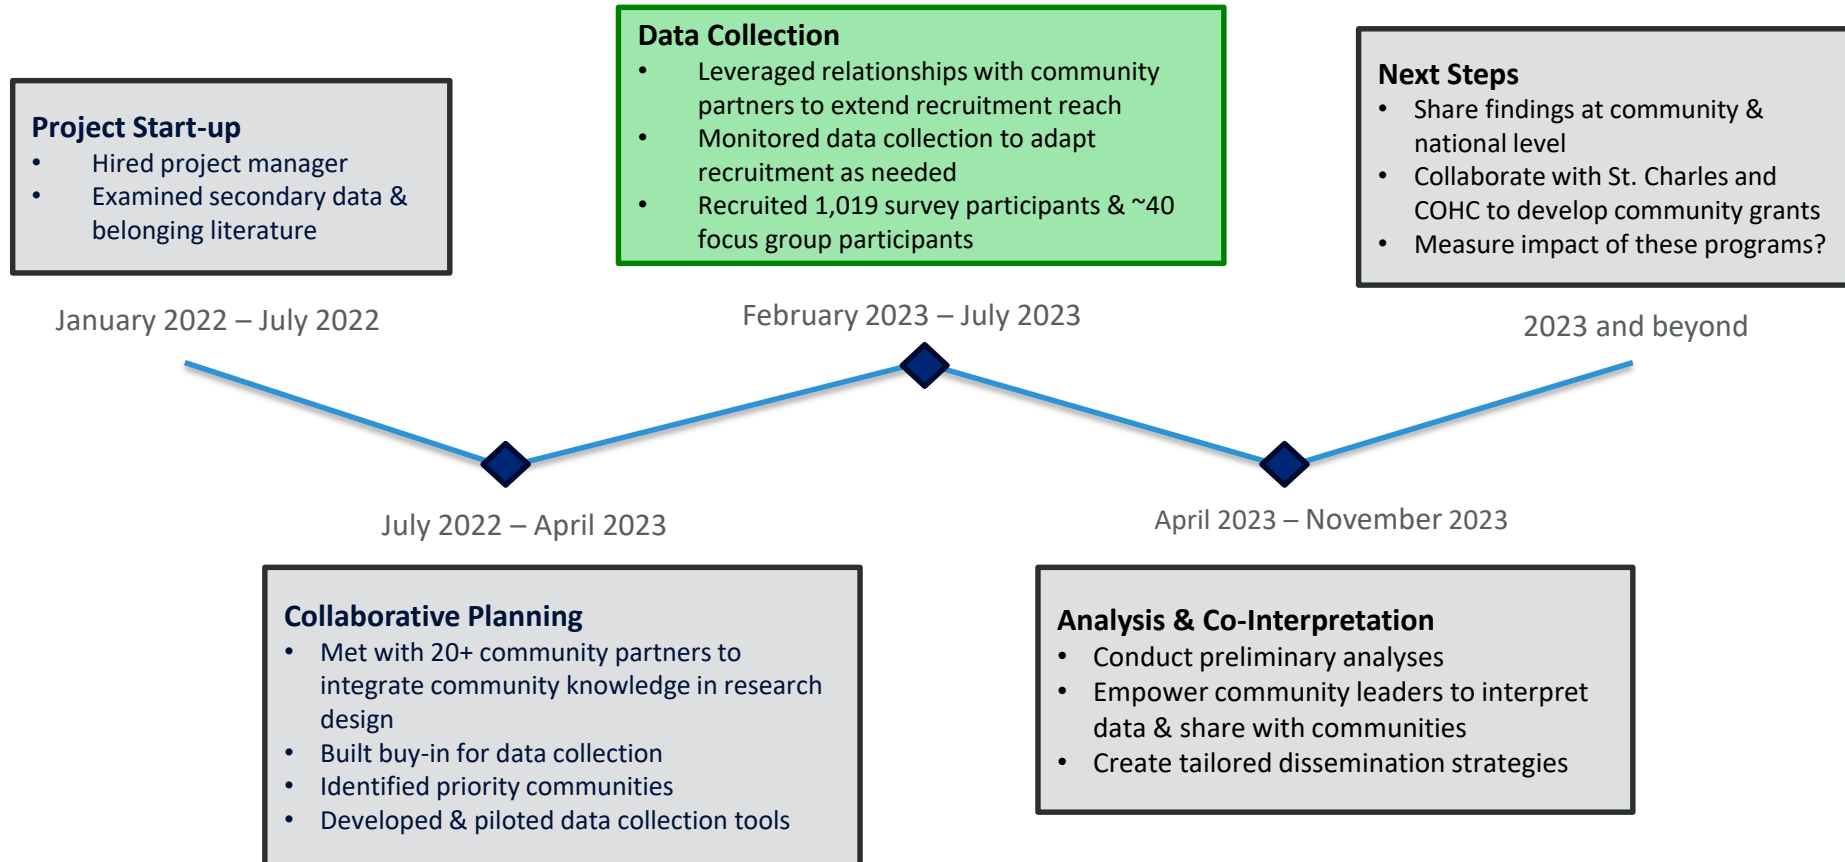 Project Start-up
• Hired project manager
• Examined secondary data &
belonging literature
January 2022 – July 2022
Data Collection
• Leveraged relationships with community
partners to extend recruitment reach
• Monitored data collection to adapt
recruitment as needed
• Recruited 1,019 survey participants & ~40
focus group participants
February 2023 – July 2023
Next Steps
• Share findings at community &
national level
• Collaborate with St. Charles and
COHC to develop community grants
• Measure impact of these programs?
2023 and beyond
July 2022 – April 2023
Collaborative Planning
• Met with 20+ community partners to
integrate community knowledge in research
design
• Built buy-in for data collection
• Identified priority communities
• Developed & piloted data collection tools
April 2023 – November 2023
Analysis & Co-Interpretation
• Conduct preliminary analyses
• Empower community leaders to interpret
data & share with communities
• Create tailored dissemination strategies